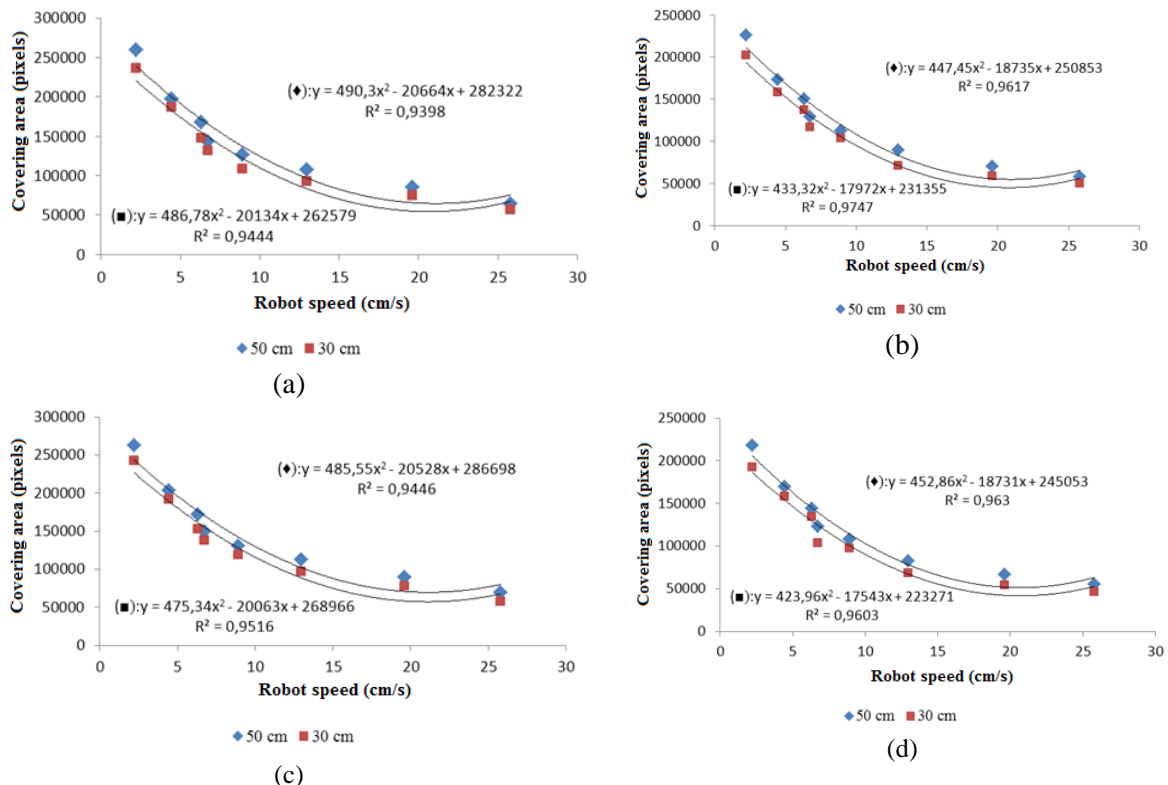 300000
250000
200000
150000
100000
50000
0
0
5
10
15
20
25
30
Covering area (pixels)
(♦):y = 490,3x² - 20664x + 282322
R² = 0,9398
(■):y = 486,78x² - 20134x + 262579
R² = 0,9444
Robot speed (cm/s)
50 cm 30 cm
(a)
250000
200000
150000
100000
50000
0
0
5
10
15
20
25
30
Covering area (pixels)
(♦):y = 447,45x² - 18735x + 250853
R² = 0,9617
(■):y = 433,32x² - 17972x + 231355
R² = 0,9747
Robot speed (cm/s)
50 cm 30 cm
(b)
300000
250000
200000
150000
100000
50000
0
0
5
10
15
20
25
30
Covering area (pixels)
(♦):y = 485,55x² - 20528x + 286698
R² = 0,9446
(■):y = 475,34x² - 20063x + 268966
R² = 0,9516
Robot speed (cm/s)
50 cm 30 cm
(c)
250000
200000
150000
100000
50000
0
0
5
10
15
20
25
30
Covering area (pixels)
(♦):y = 452,86x² - 18731x + 245053
R² = 0,963
(■):y = 423,96x² - 17543x + 223271
R² = 0,9603
Robot speed (cm/s)
50 cm 30 cm
(d)